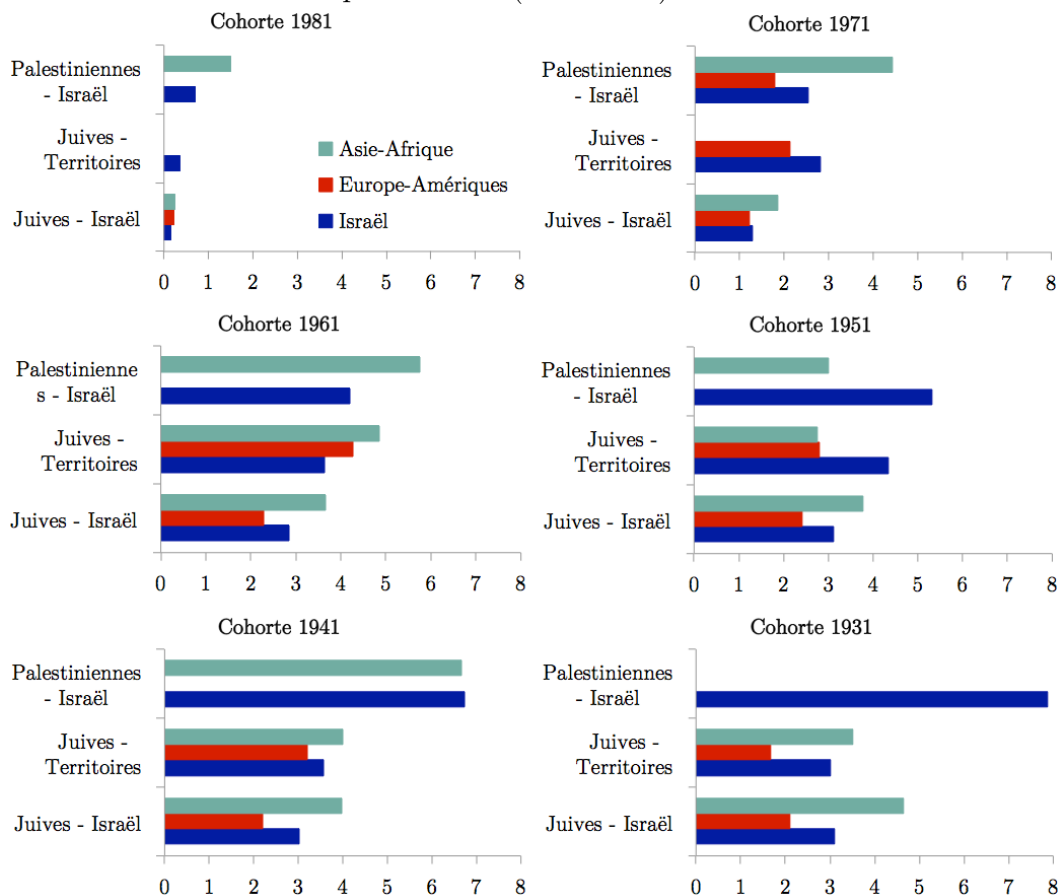 Cohorte 1981
Palestiniennes
- Israël
Juives -
Territoires
Juives - Israël
Asie-Afrique
Europe-Amériques
Israël
0 1 2 3 4 5 6 7 8
Cohorte 1971
Palestiniennes
- Israël
Juives -
Territoires
Juives - Israël
0 1 2 3 4 5 6 7 8
Cohorte 1961
Palestinienne
s - Israël
Juives -
Territoires
Juives - Israël
0 1 2 3 4 5 6 7 8
Cohorte 1951
Palestiniennes
- Israël
Juives -
Territoires
Juives - Israël
0 1 2 3 4 5 6 7 8
Cohorte 1941
Palestiniennes
- Israël
Juives -
Territoires
Juives - Israël
0 1 2 3 4 5 6 7 8
Cohorte 1931
Palestiniennes
- Israël
Juives -
Territoires
Juives - Israël
0 1 2 3 4 5 6 7 8